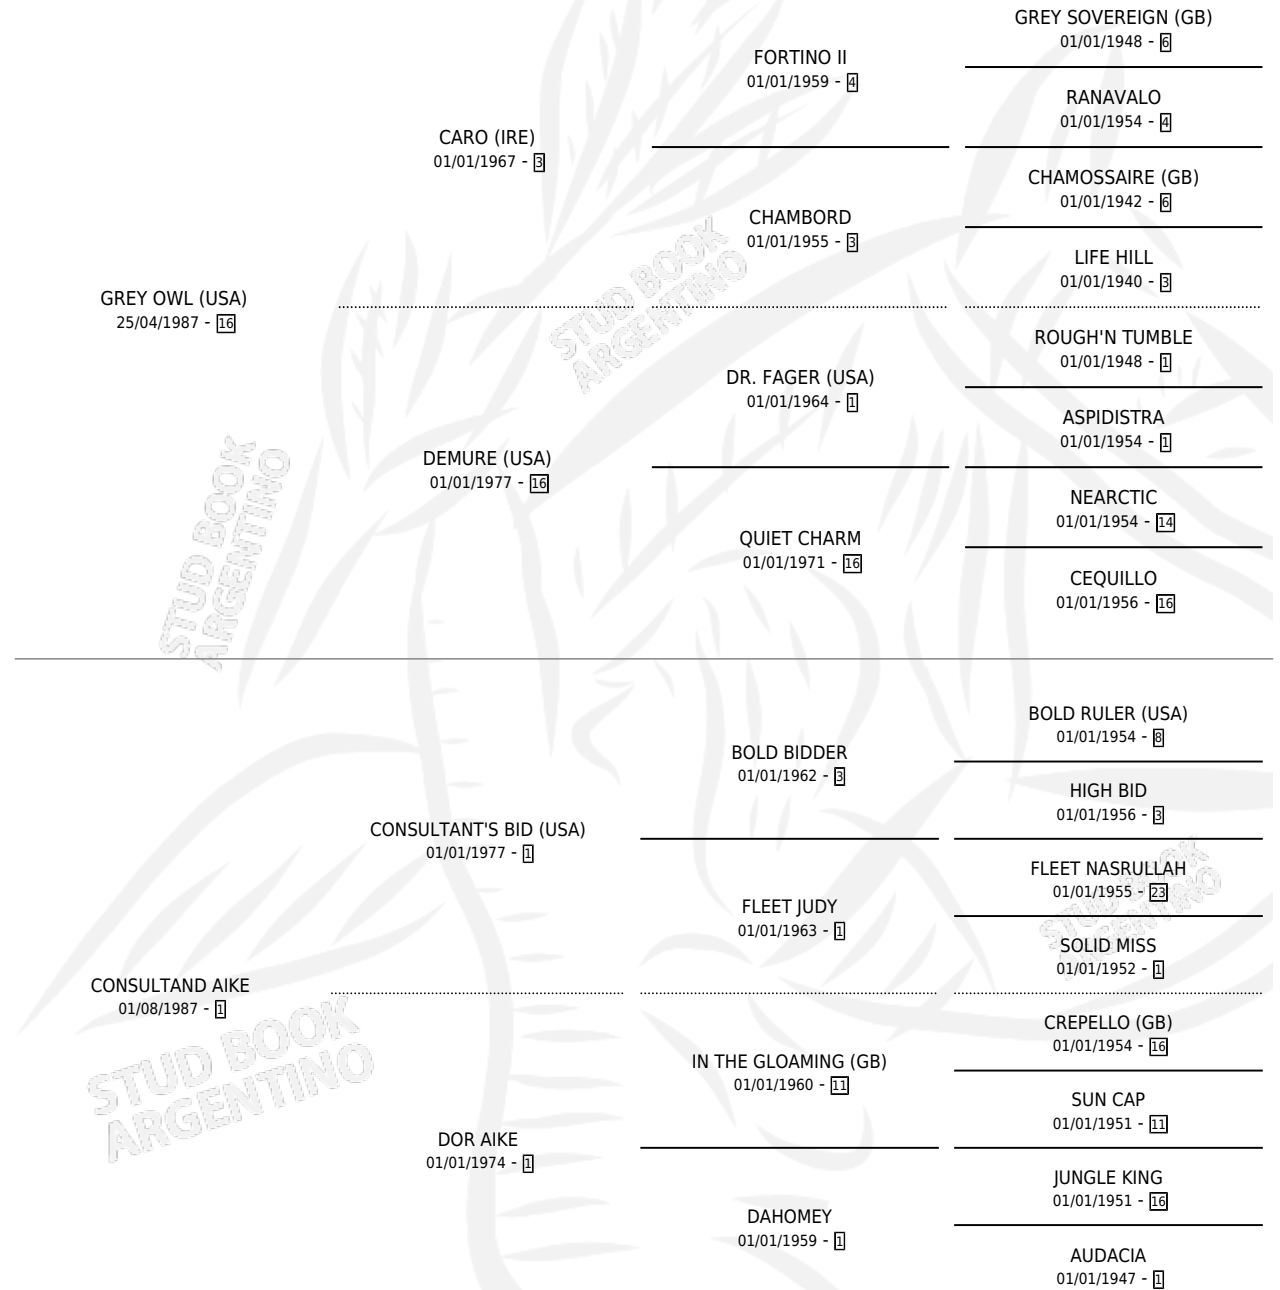 GREY SOVEREIGN (GB)
01/01/1948 - 6
FORTINO II
01/01/1959 - 4
RANAVALO
01/01/1954 - 4
CARO (IRE)
01/01/1967 - 3
CHAMOSSAIRE (GB)
01/01/1942 - 6
CHAMBORD
01/01/1955 - 3
LIFE HILL
01/01/1940 - 3
GREY OWL (USA)
25/04/1987 - 16
STUD BOOK
ARGENTINO
ROUGH'N TUMBLE
01/01/1948 - 1
DR. FAGER (USA)
01/01/1964 - 1
ASPIDISTRA
01/01/1954 - 1
DEMURE (USA)
01/01/1977 - 16
NEARCTIC
01/01/1954 - 14
QUIET CHARM
01/01/1971 - 16
CEQUILLO
01/01/1956 - 16
STUD BOOK
ARGENTINO
BOLD RULER (USA)
01/01/1954 - 8
BOLD BIDDER
01/01/1962 - 3
HIGH BID
01/01/1956 - 3
CONSULTANT'S BID (USA)
01/01/1977 - 1
FLEET NASRULLAH
01/01/1955 - 23
FLEET JUDY
01/01/1963 - 1
SOLID MISS
01/01/1952 - 1
STUD BOOK
ARGENTINO
CONSULTAND AIKE
01/08/1987 - 1
CREPELLO (GB)
01/01/1954 - 16
IN THE GLOAMING (GB)
01/01/1960 - 11
SUN CAP
01/01/1951 - 11
STUD BOOK
ARGENTINO
DOR AIKE
01/01/1974 - 1
JUNGLE KING
01/01/1951 - 16
DAHOMEY
01/01/1959 - 1
AUDACIA
01/01/1947 - 1